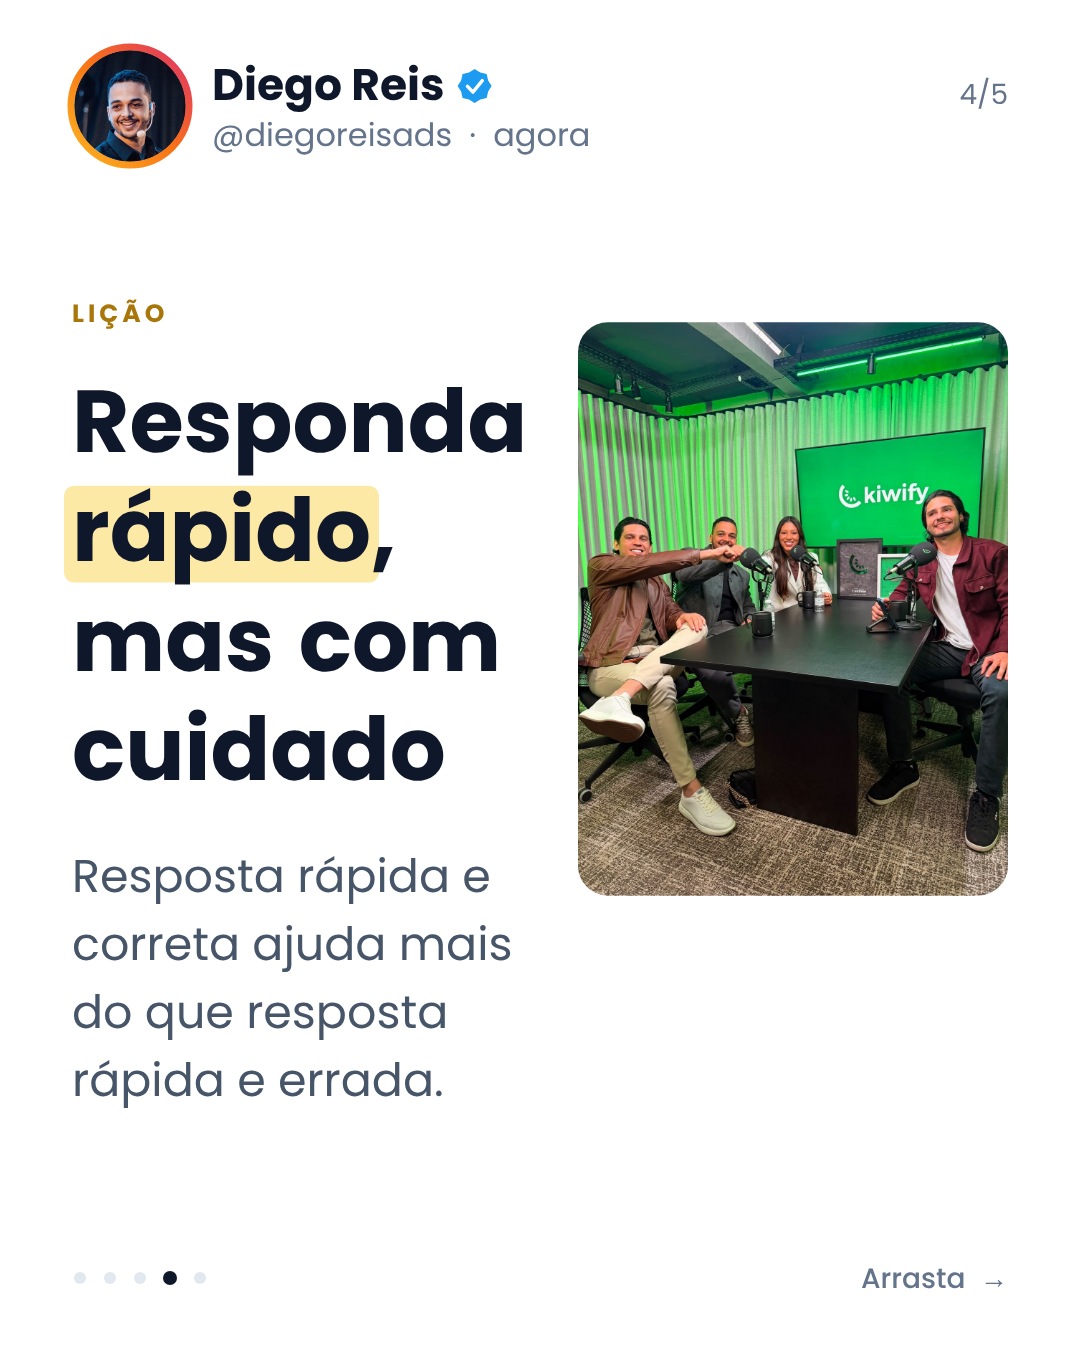 Diego Reis
@diegoreisads · agora
4/5
LIÇÃO
Responda
rápido,
mas com
cuidado
kiwify
Resposta rápida e
correta ajuda mais
do que resposta
rápida e errada.
Arrasta →